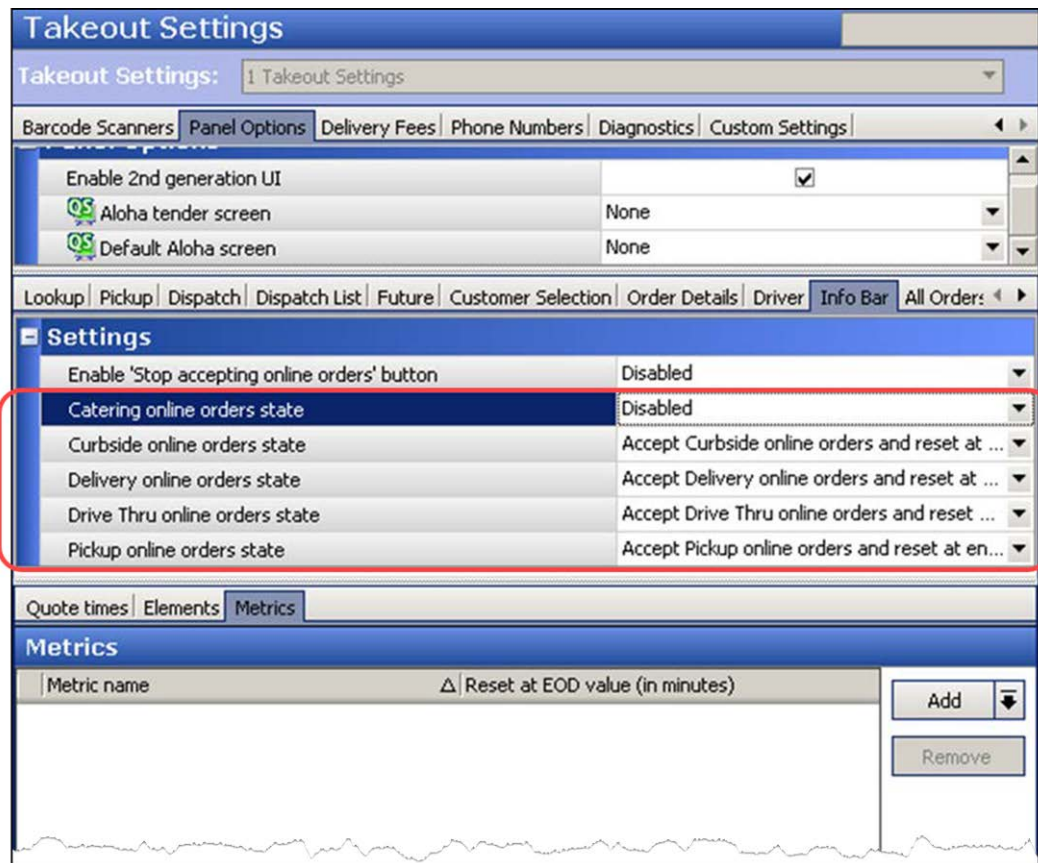 Takeout Settings
Takeout Settings: 1 Takeout Settings
Barcode Scanners Panel Options Delivery Fees Phone Numbers Diagnostics Custom Settings
Panel Options
Enable 2nd generation UI
QS Aloha tender screen None
QS Default Aloha screen None
Lookup Pickup Dispatch Dispatch List Future Customer Selection Order Details Driver Info Bar All Orders
Settings
Enable 'Stop accepting online orders' button Disabled
Catering online orders state Disabled
Curbside online orders state Accept Curbside online orders and reset at ...
Delivery online orders state Accept Delivery online orders and reset at ...
Drive Thru online orders state Accept Drive Thru online orders and reset ...
Pickup online orders state Accept Pickup online orders and reset at en...
Quote times Elements Metrics
Metrics
Metric name Reset at EOD value (in minutes)
Add
Remove